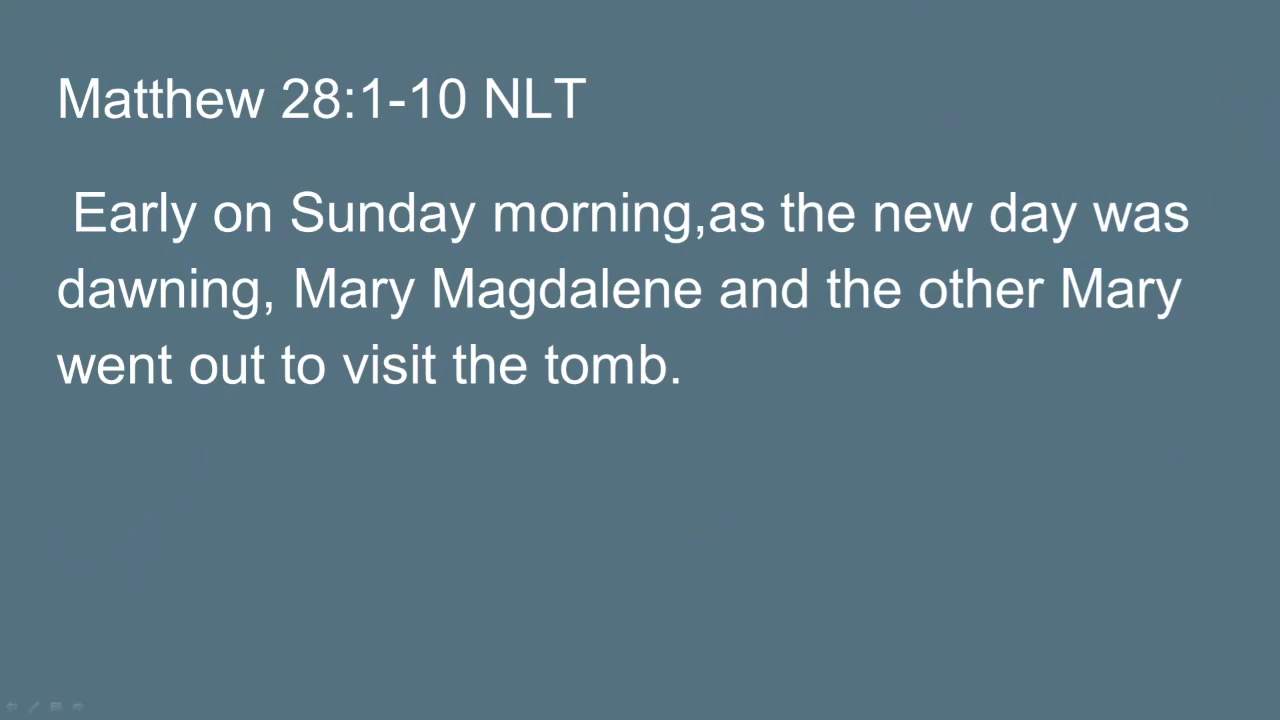 Matthew 28:1-10 NLT
Early on Sunday morning,as the new day was
dawning, Mary Magdalene and the other Mary
went out to visit the tomb.